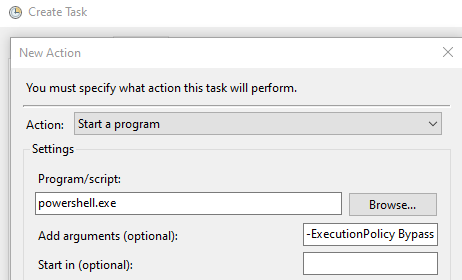 Create Task
New Action
You must specify what action this task will perform.
Action: Start a program
Settings
Program/script:
powershell.exe Browse...
Add arguments (optional): -ExecutionPolicy Bypass
Start in (optional):